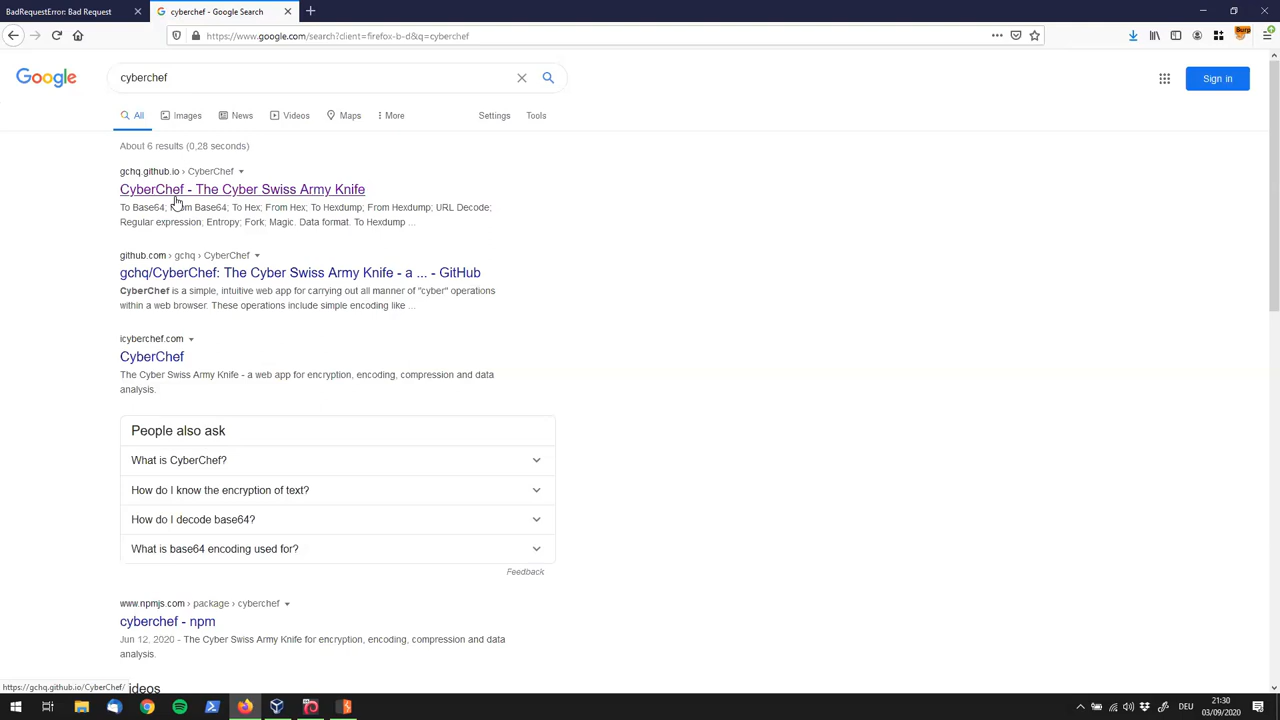 BadRequestError: Bad Request
cyberchef - Google Search
https://www.google.com/search?client=firefox-b-d&q=cyberchef
Burp
Google
cyberchef
Sign in
All
Images
News
Videos
Maps
More
Settings
Tools
About 6 results (0,28 seconds)
gchq.github.io › CyberChef
CyberChef - The Cyber Swiss Army Knife
To Base64; From Base64; To Hex; From Hex; To Hexdump; From Hexdump; URL Decode;
Regular expression; Entropy; Fork; Magic. Data format. To Hexdump ...
github.com › gchq › CyberChef
gchq/CyberChef: The Cyber Swiss Army Knife - a ... - GitHub
CyberChef is a simple, intuitive web app for carrying out all manner of "cyber" operations
within a web browser. These operations include simple encoding like ...
icyberchef.com
CyberChef
The Cyber Swiss Army Knife - a web app for encryption, encoding, compression and data
analysis.
People also ask
What is CyberChef?
How do I know the encryption of text?
How do I decode base64?
What is base64 encoding used for?
Feedback
www.npmjs.com › package › cyberchef
cyberchef - npm
Jun 12, 2020 - The Cyber Swiss Army Knife for encryption, encoding, compression and data
analysis.
https://gchq.github.io/CyberChef/
ideos
DEU
21:30
03/09/2020